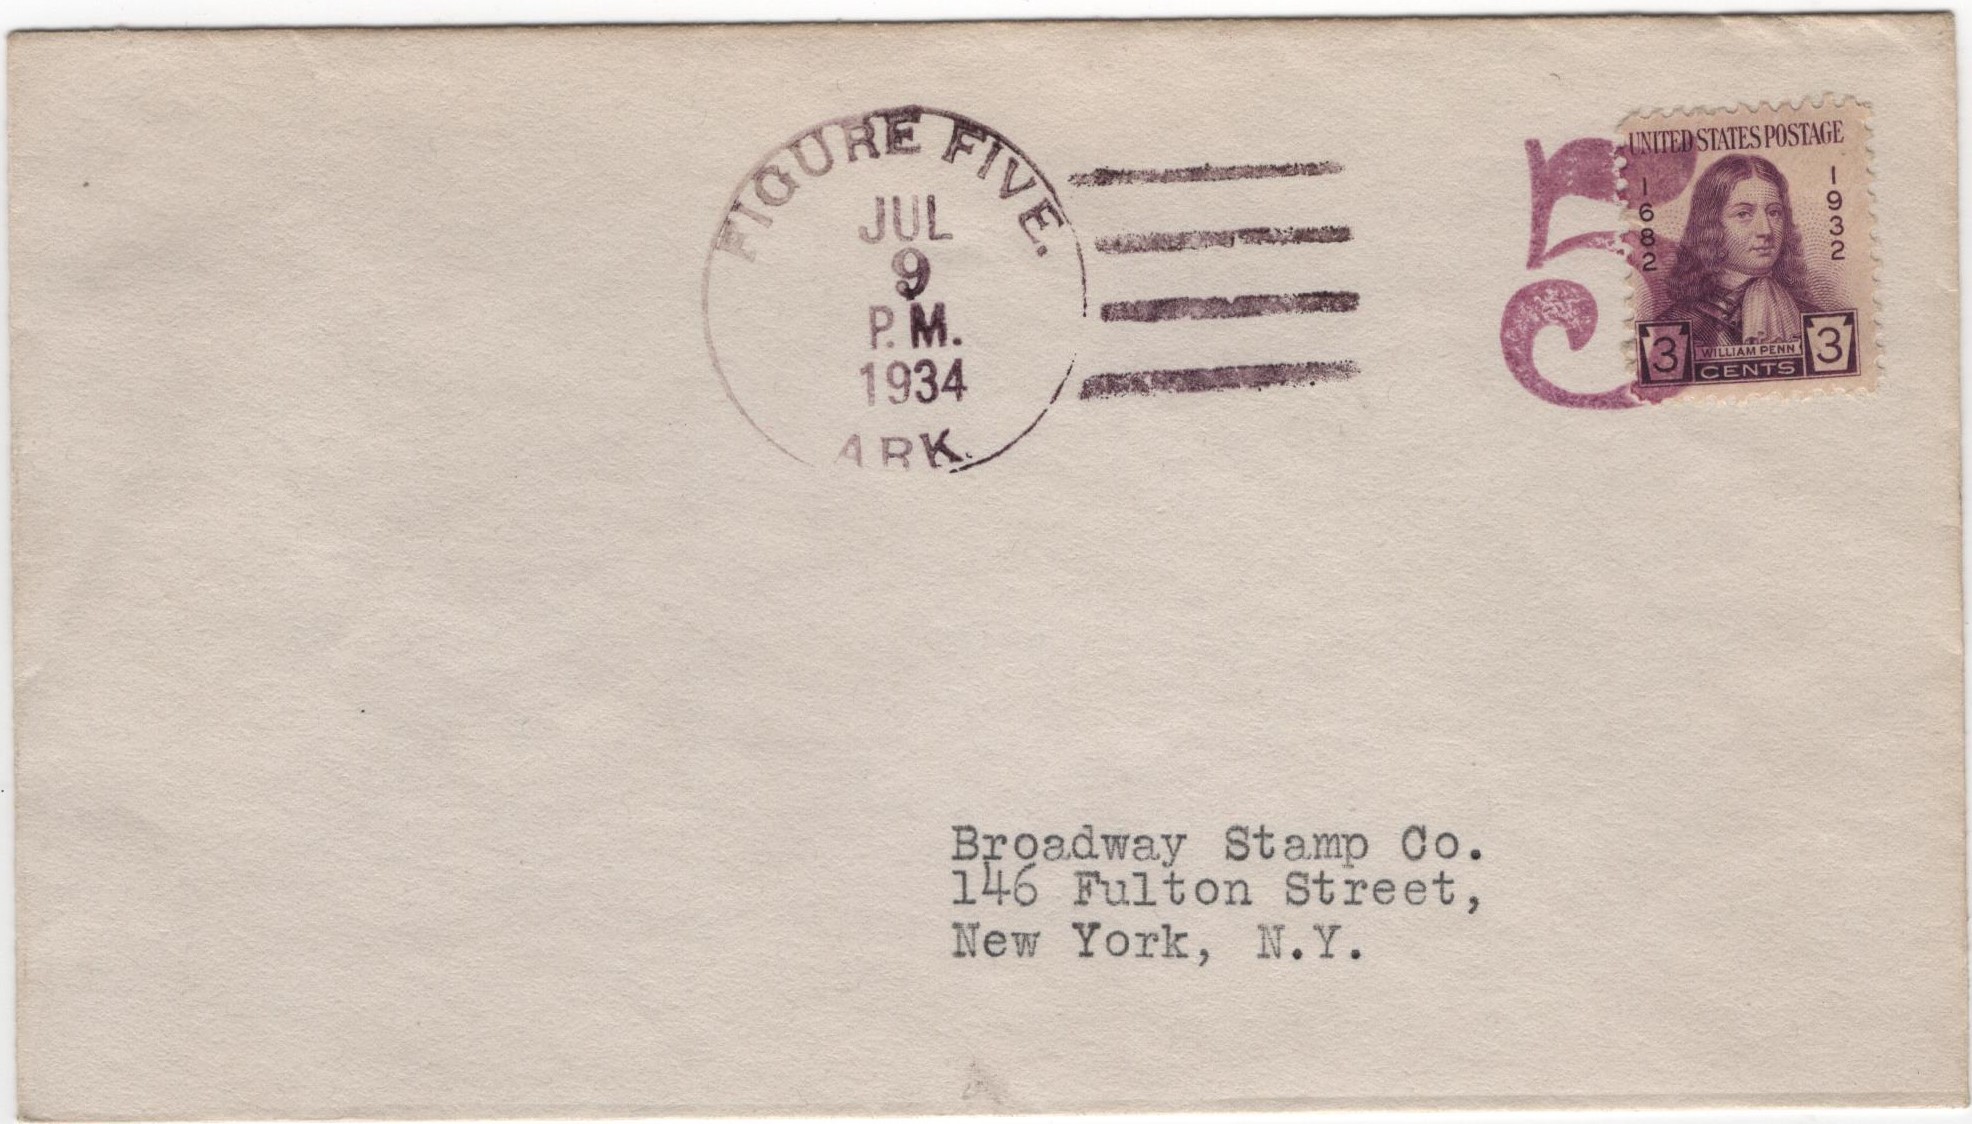 FIGURE FIVE.
JUL
9
P.M.
1934
ARK.
5
UNITED STATES POSTAGE
1682
1932
3
WILLIAM PENN
3
CENTS
Broadway Stamp Co.
146 Fulton Street,
New York, N.Y.